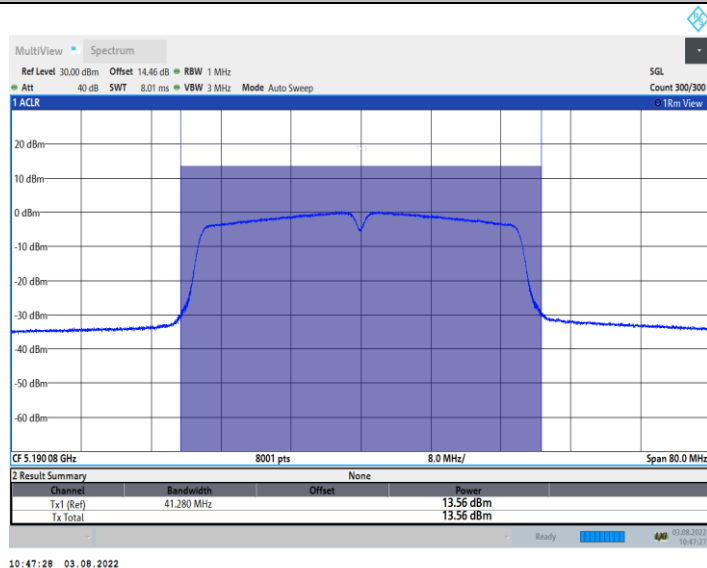 MultiView Spectrum
Ref Level 30.00 dBm Offset 14.46 dB RBW 1 MHz SGL
Att 40 dB SWT 8.01 ms VBW 3 MHz Mode Auto Sweep Count 300/300
1 ACLR 1Rm View
20 dBm
10 dBm
0 dBm
-10 dBm
-20 dBm
-30 dBm
-40 dBm
-50 dBm
-60 dBm
CF 5.19008 GHz 8001 pts 8.0 MHz/ Span 80.0 MHz
2 Result Summary None
Channel Bandwidth Offset Power
Tx1 (Ref) 41.280 MHz 13.56 dBm
Tx Total 13.56 dBm
Ready 03.08.2022
10:47:27
10:47:28 03.08.2022